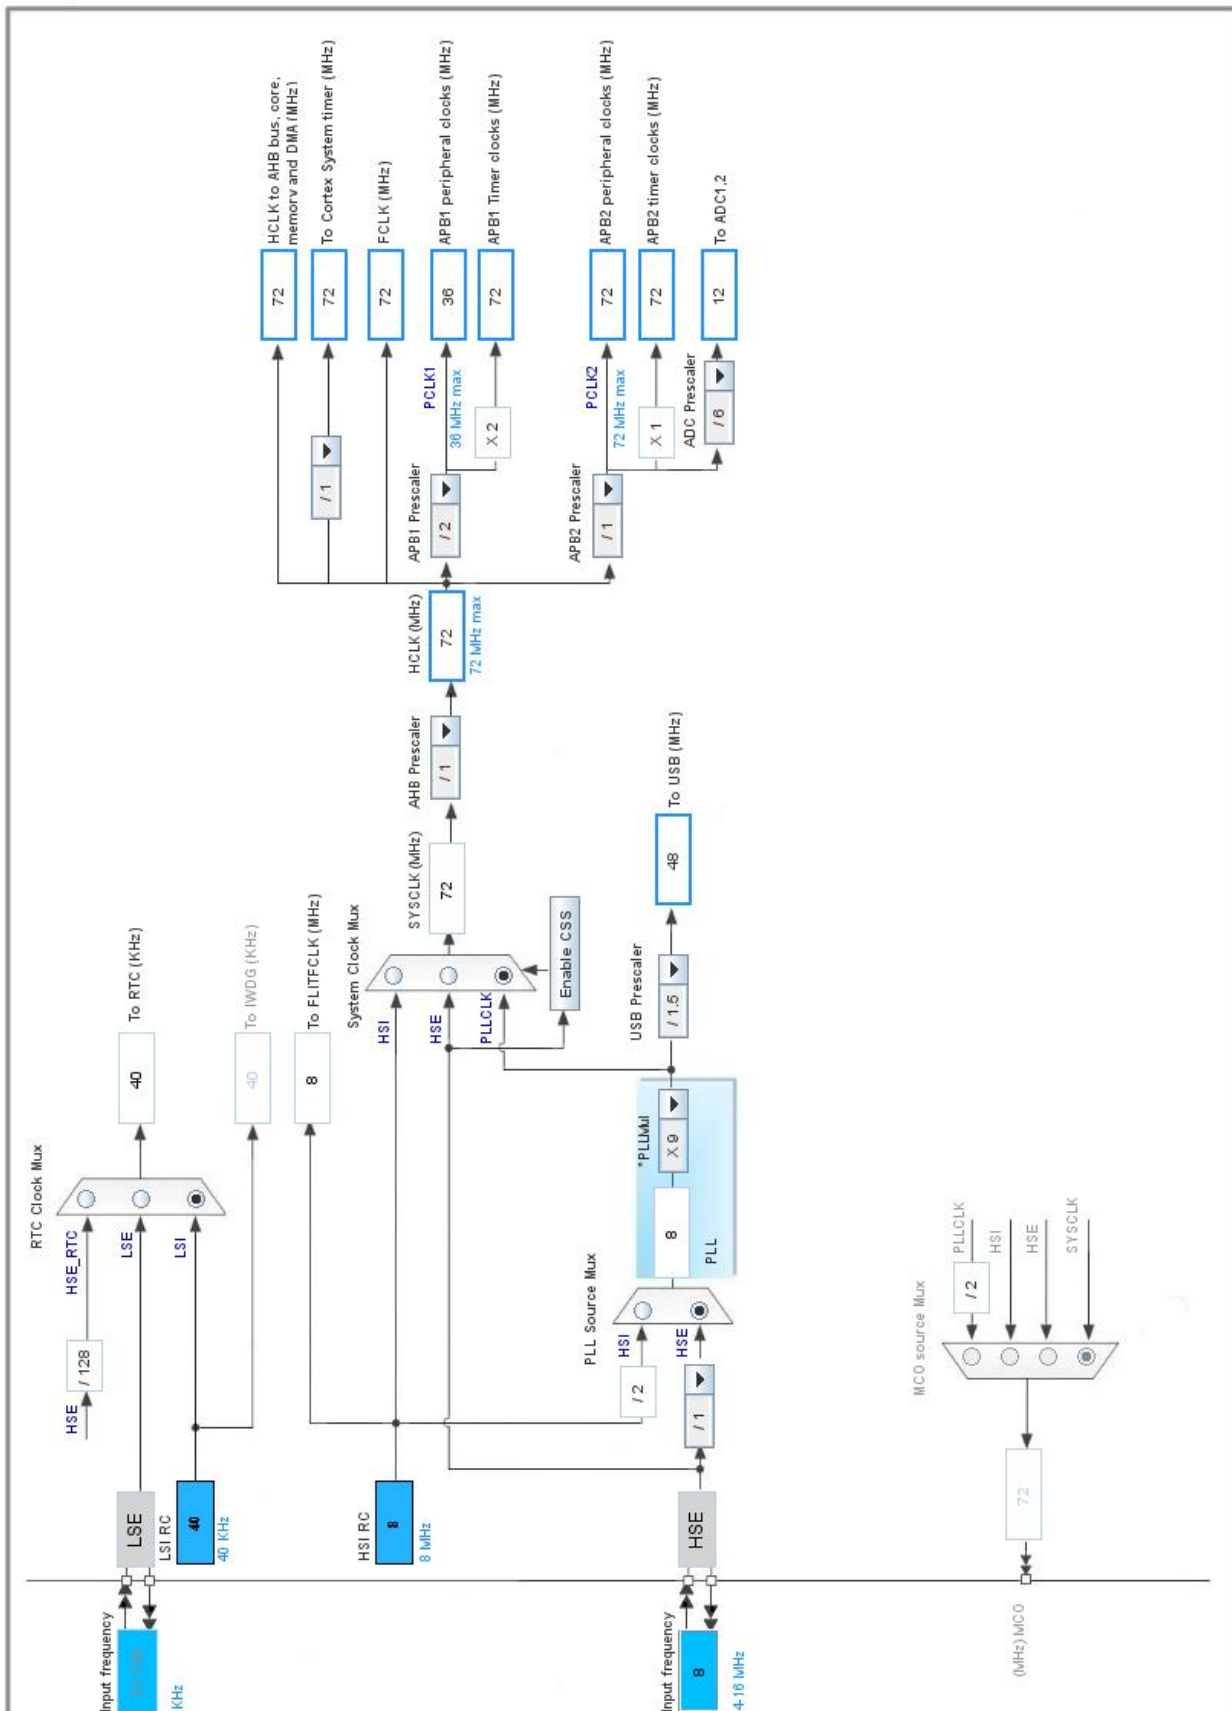 RTC Clock Mux
HSE
/ 128
HSE_RTC
LSE
LSI
40
To RTC (KHz)
40
To IWDG (KHz)
Input frequency
KHz
LSE
LSI RC
40
40 KHz
8
To FLITFCLK (MHz)
HSI RC
8
8 MHz
System Clock Mux
HSI
HSE
PLLCLK
Enable CSS
SYSCLK (MHz)
72
AHB Prescaler
/ 1
HCLK (MHz)
72
72 MHz max
72
HCLK to AHB bus, core,
memory and DMA (MHz)
/ 1
72
To Cortex System timer (MHz)
72
FCLK (MHz)
APB1 Prescaler
/ 2
PCLK1
36 MHz max
36
APB1 peripheral clocks (MHz)
X 2
72
APB1 Timer clocks (MHz)
APB2 Prescaler
/ 1
PCLK2
72 MHz max
72
APB2 peripheral clocks (MHz)
X 1
72
APB2 timer clocks (MHz)
ADC Prescaler
/ 6
12
To ADC1,2
PLL Source Mux
HSI
/ 2
HSE
/ 1
Input frequency
8
4-16 MHz
HSE
8
*PLLMul
X 9
PLL
USB Prescaler
/ 1.5
48
To USB (MHz)
MCO source Mux
PLLCLK
/ 2
HSI
HSE
SYSCLK
72
(MHz) MCO